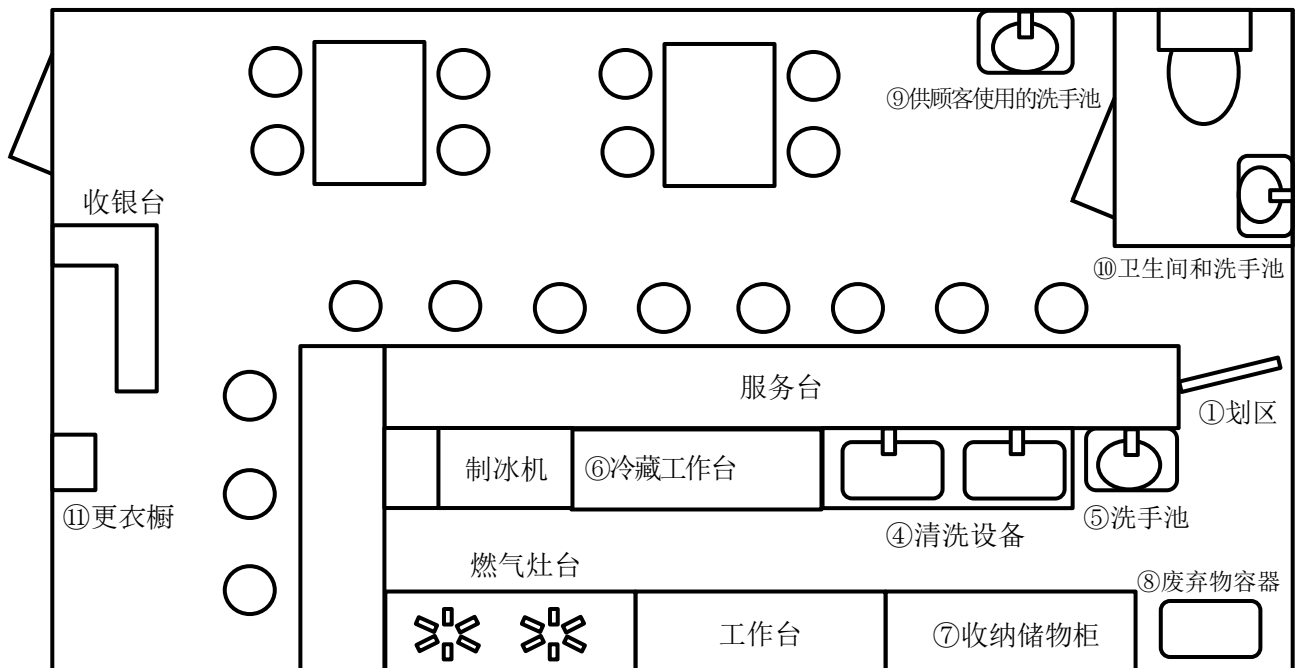 ⑨供顾客使用的洗手池
收银台
⑩卫生间和洗手池
服务台
①划区
制冰机
⑥冷藏工作台
⑪更衣橱
④清洗设备
⑤洗手池
燃气灶台
⑧废弃物容器
工作台
⑦收纳储物柜